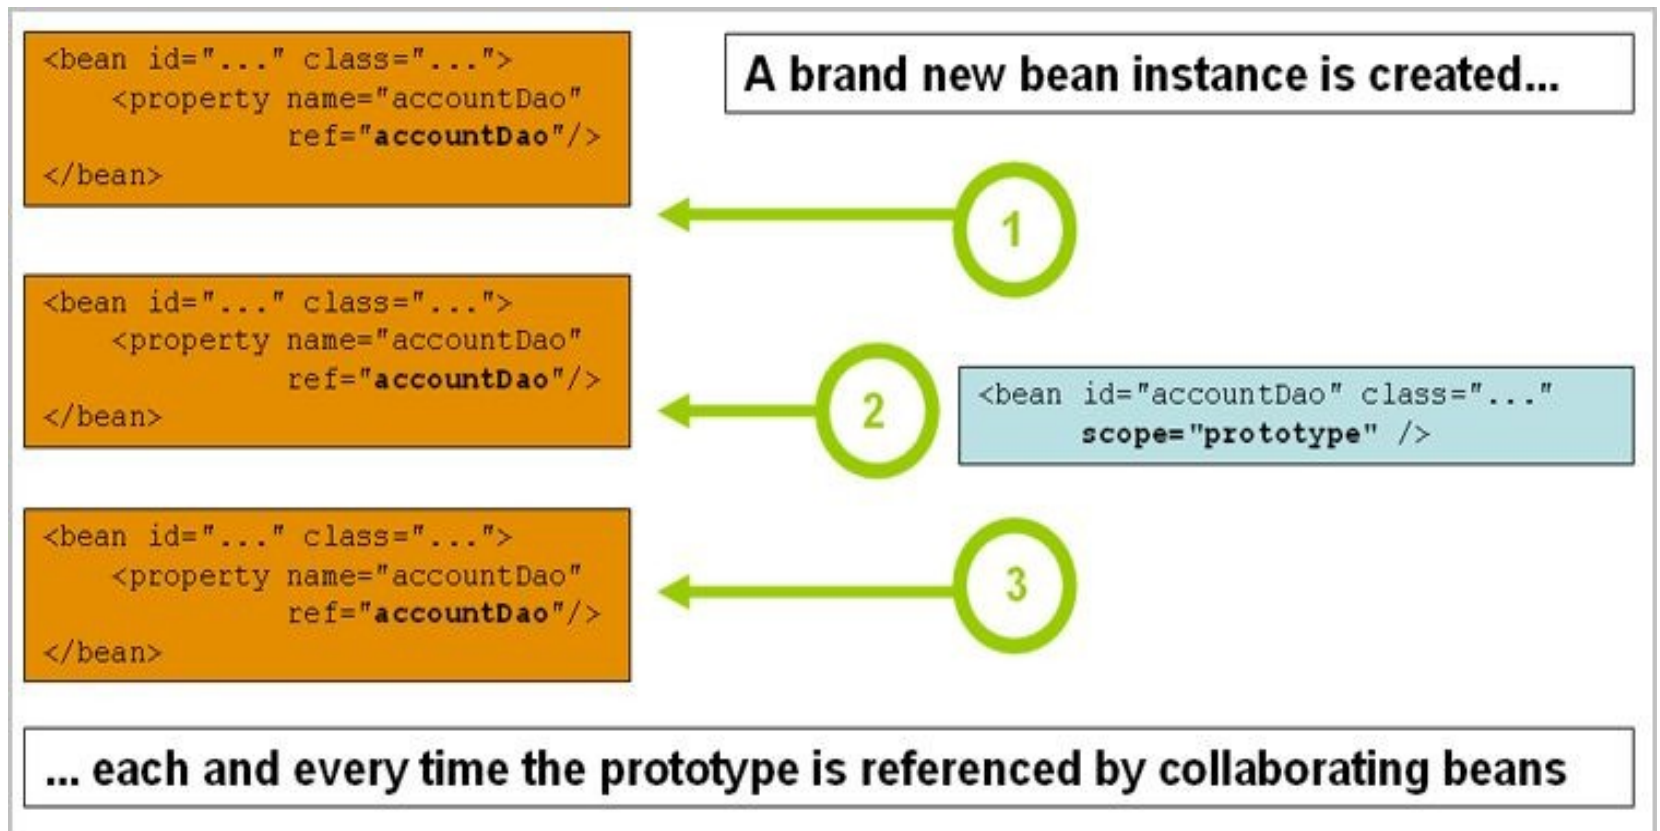 <bean id="..." class="...">
<property name="accountDao"
ref="accountDao"/>
</bean>
A brand new bean instance is created...
1
<bean id="..." class="...">
<property name="accountDao"
ref="accountDao"/>
</bean>
2
<bean id="accountDao" class="..."
scope="prototype" />
<bean id="..." class="...">
<property name="accountDao"
ref="accountDao"/>
</bean>
3
... each and every time the prototype is referenced by collaborating beans